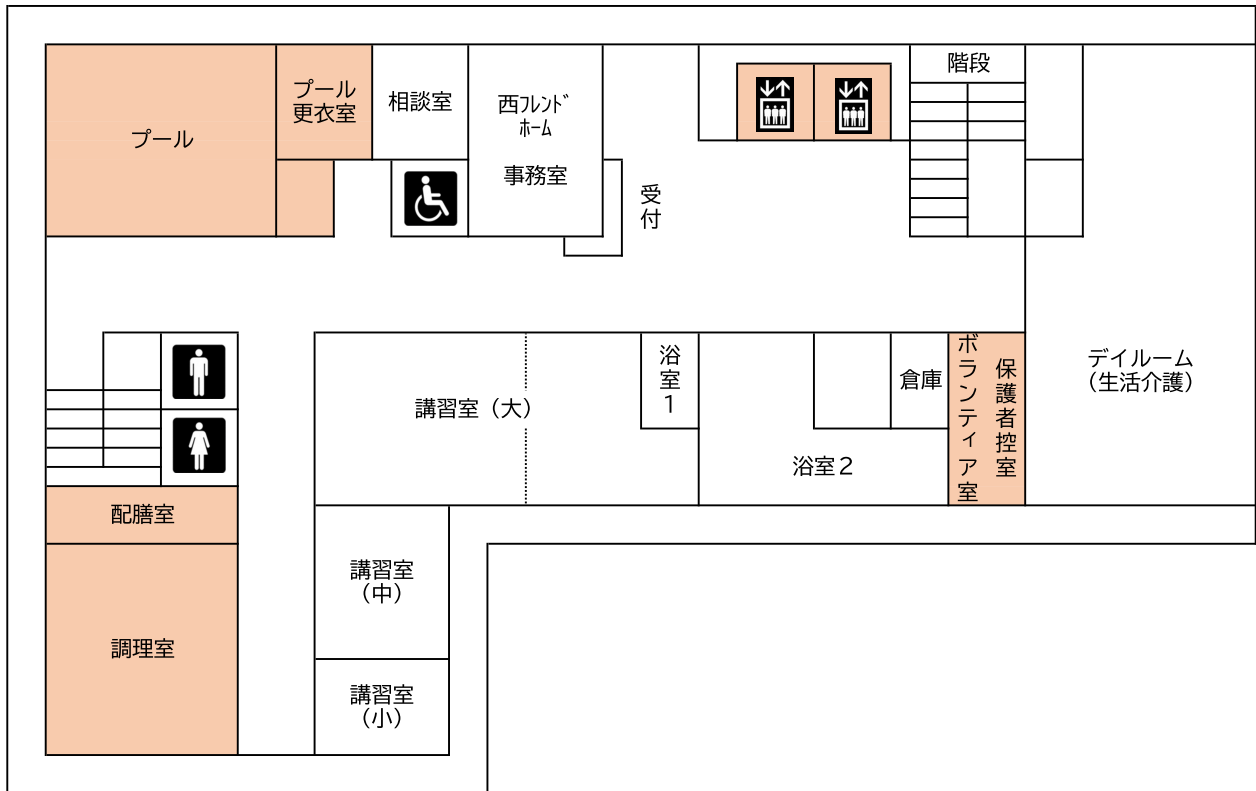 プール
プール
更衣室
相談室
西ﾌﾚﾝﾄﾞ
ﾎｰﾑ
事務室
受付
階段
講習室（大）
浴室１
浴室２
倉庫
ボランティア室
保護者控室
デイルーム
（生活介護）
配膳室
調理室
講習室
（中）
講習室
（小）